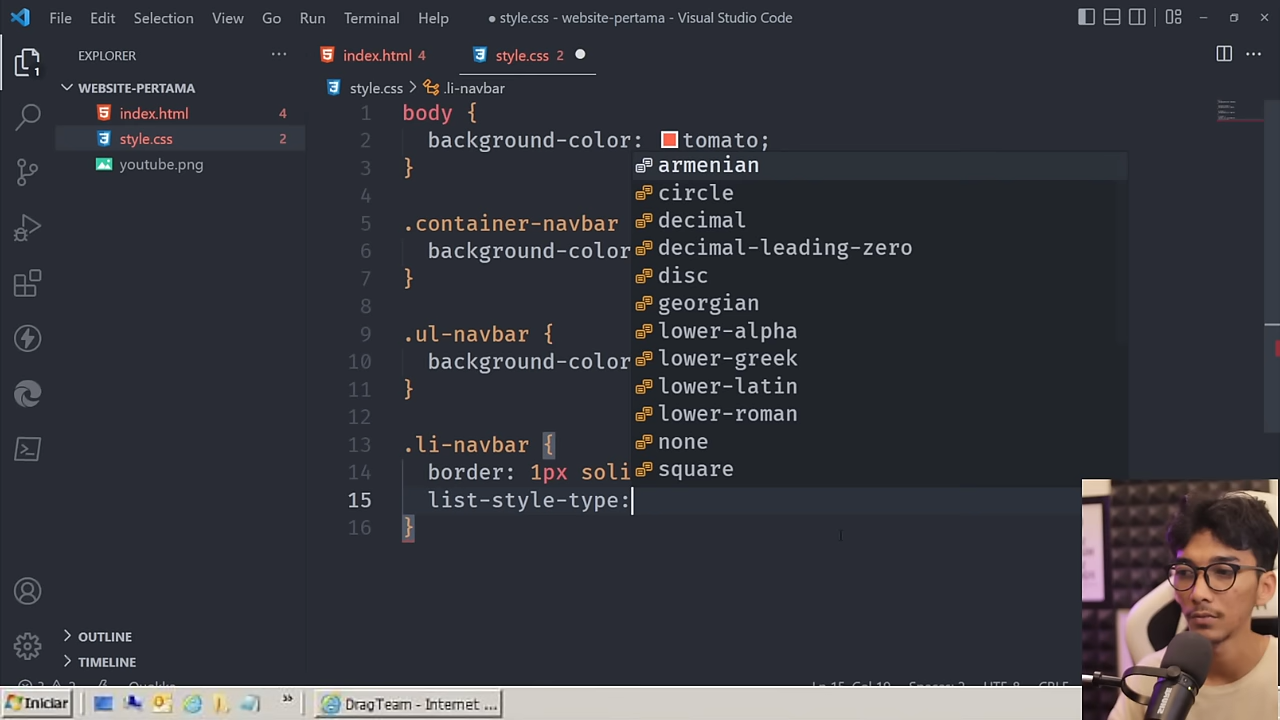 File Edit Selection View Go Run Terminal Help
● style.css - website-pertama - Visual Studio Code
EXPLORER
WEBSITE-PERTAMA
index.html 4
style.css 2
youtube.png
OUTLINE
TIMELINE
index.html 4
style.css 2 ●
style.css > .li-navbar
1 body {
2 background-color: tomato;
3 }
4
5 .container-navbar
6 background-color
7 }
8
9 .ul-navbar {
10 background-color
11 }
12
13 .li-navbar {
14 border: 1px soli
15 list-style-type:
16 }
armenian
circle
decimal
decimal-leading-zero
disc
georgian
lower-alpha
lower-greek
lower-latin
lower-roman
none
square
1
Iniciar
»
DragTeam - Internet ...